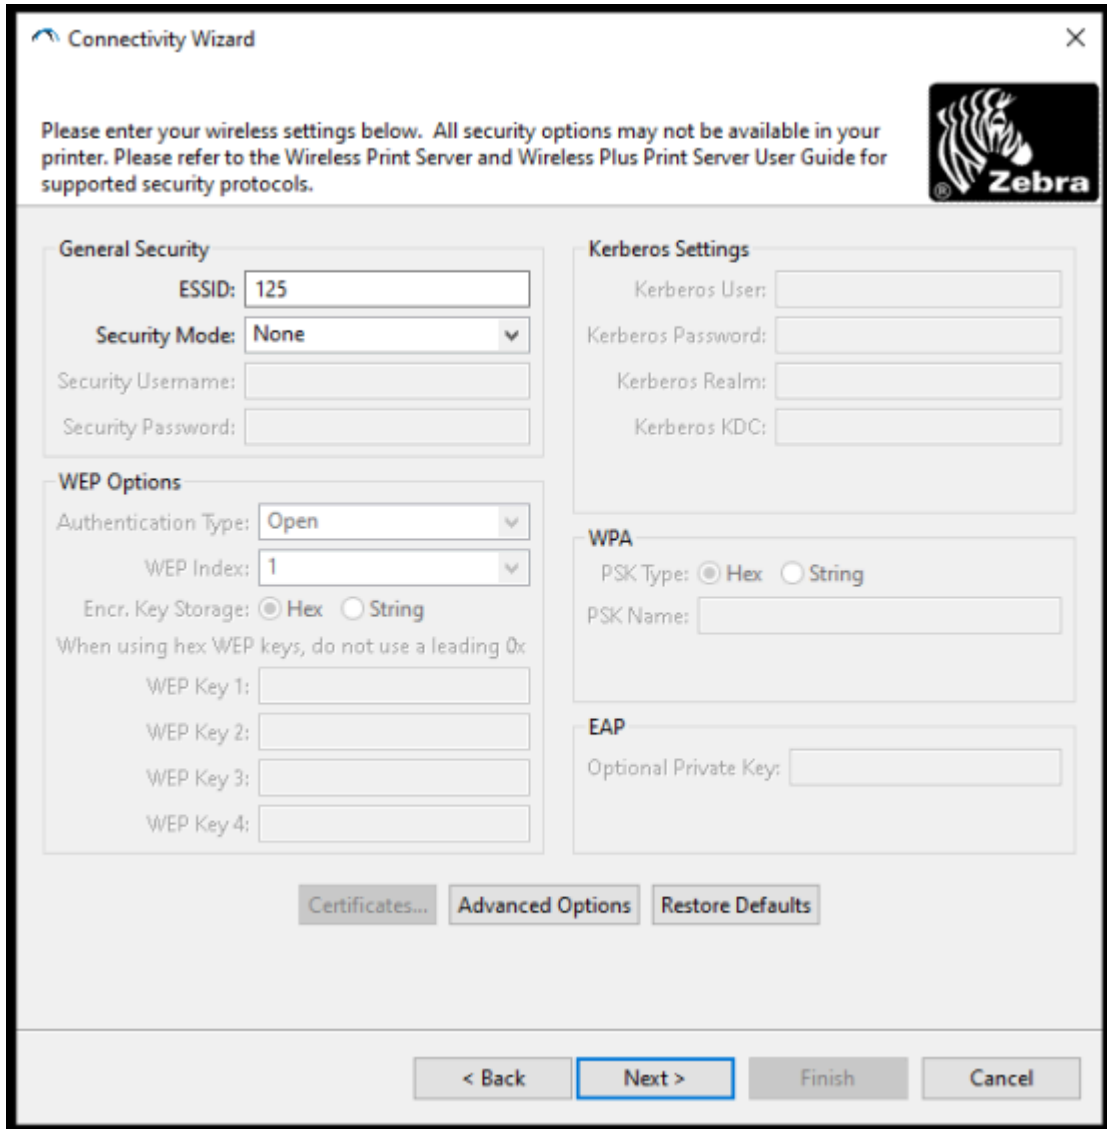 Connectivity Wizard
Please enter your wireless settings below.  All security options may not be available in your
printer. Please refer to the Wireless Print Server and Wireless Plus Print Server User Guide for
supported security protocols.
® Zebra
General Security
ESSID: 125
Security Mode: None
Security Username:
Security Password:
WEP Options
Authentication Type: Open
WEP Index: 1
Encr. Key Storage: Hex String
When using hex WEP keys, do not use a leading 0x
WEP Key 1:
WEP Key 2:
WEP Key 3:
WEP Key 4:
Kerberos Settings
Kerberos User:
Kerberos Password:
Kerberos Realm:
Kerberos KDC:
WPA
PSK Type: Hex String
PSK Name:
EAP
Optional Private Key:
Certificates... Advanced Options Restore Defaults
< Back Next > Finish Cancel